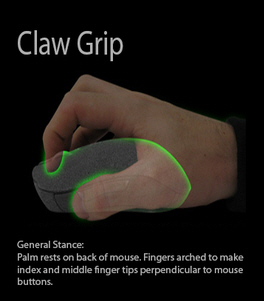 Claw Grip
General Stance:
Palm rests on back of mouse. Fingers arched to make
index and middle finger tips perpendicular to mouse
buttons.